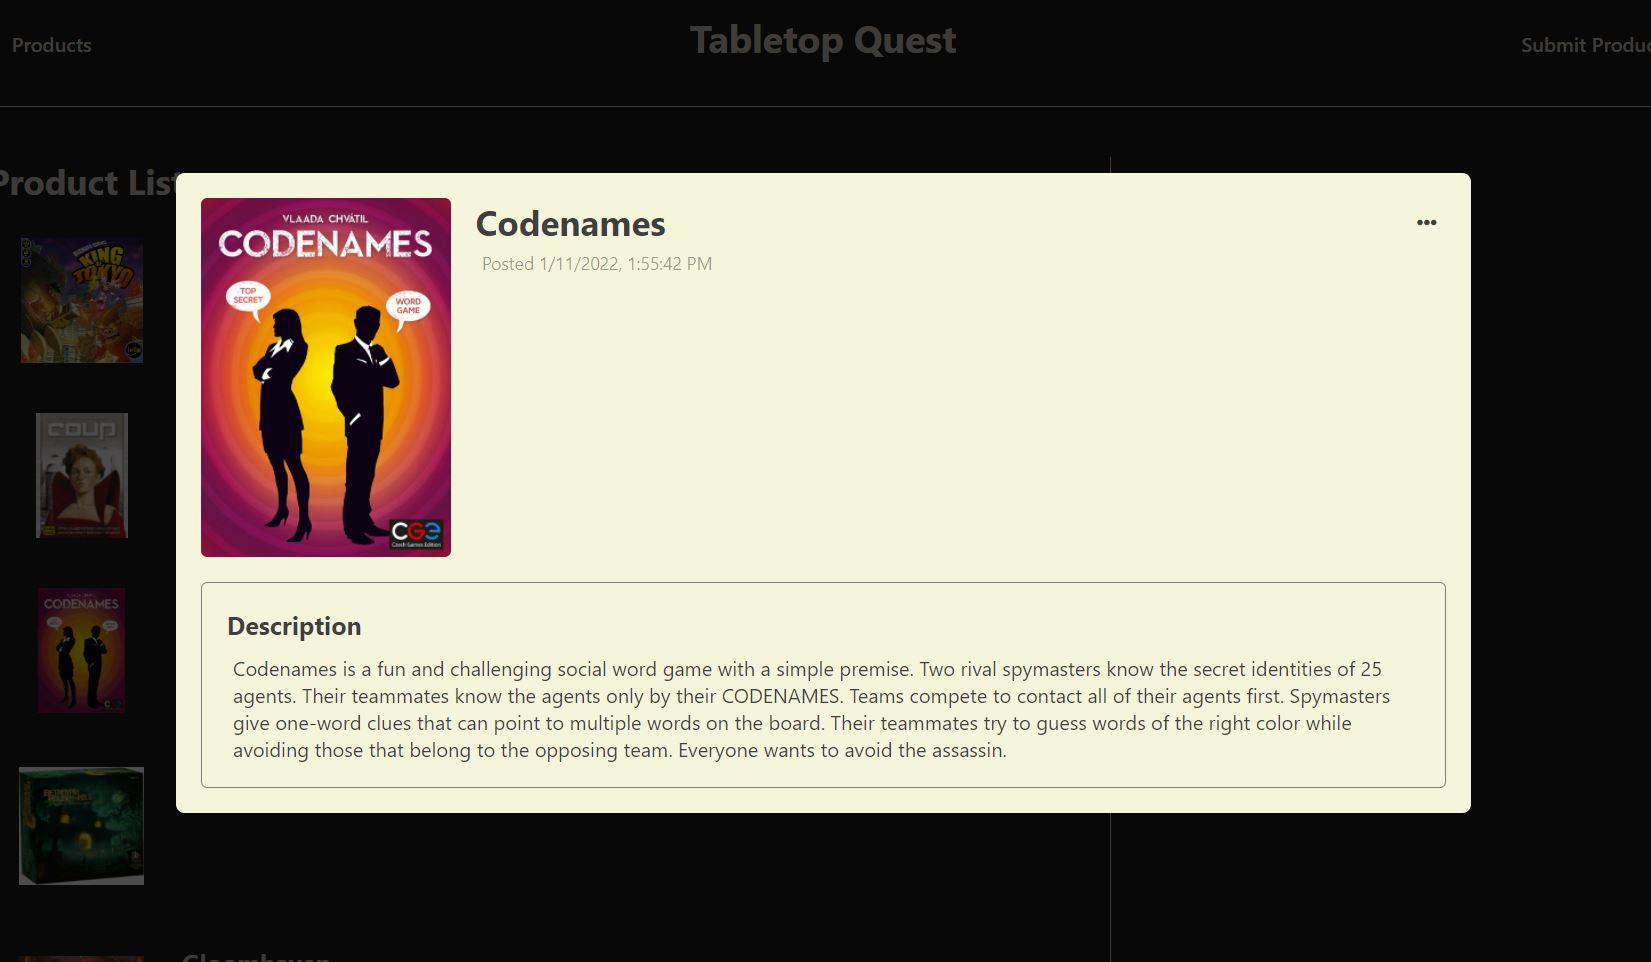 Products
Tabletop Quest
Submit Produc
Product List
KING
TOKYO
COUP
CODENAMES
VLAADA CHVÁTIL
CODENAMES
TOP SECRET
WORD GAME
CGE
Czech Games Edition
Codenames
Posted 1/11/2022, 1:55:42 PM
Description
Codenames is a fun and challenging social word game with a simple premise. Two rival spymasters know the secret identities of 25
agents. Their teammates know the agents only by their CODENAMES. Teams compete to contact all of their agents first. Spymasters
give one-word clues that can point to multiple words on the board. Their teammates try to guess words of the right color while
avoiding those that belong to the opposing team. Everyone wants to avoid the assassin.
Gloomhaven